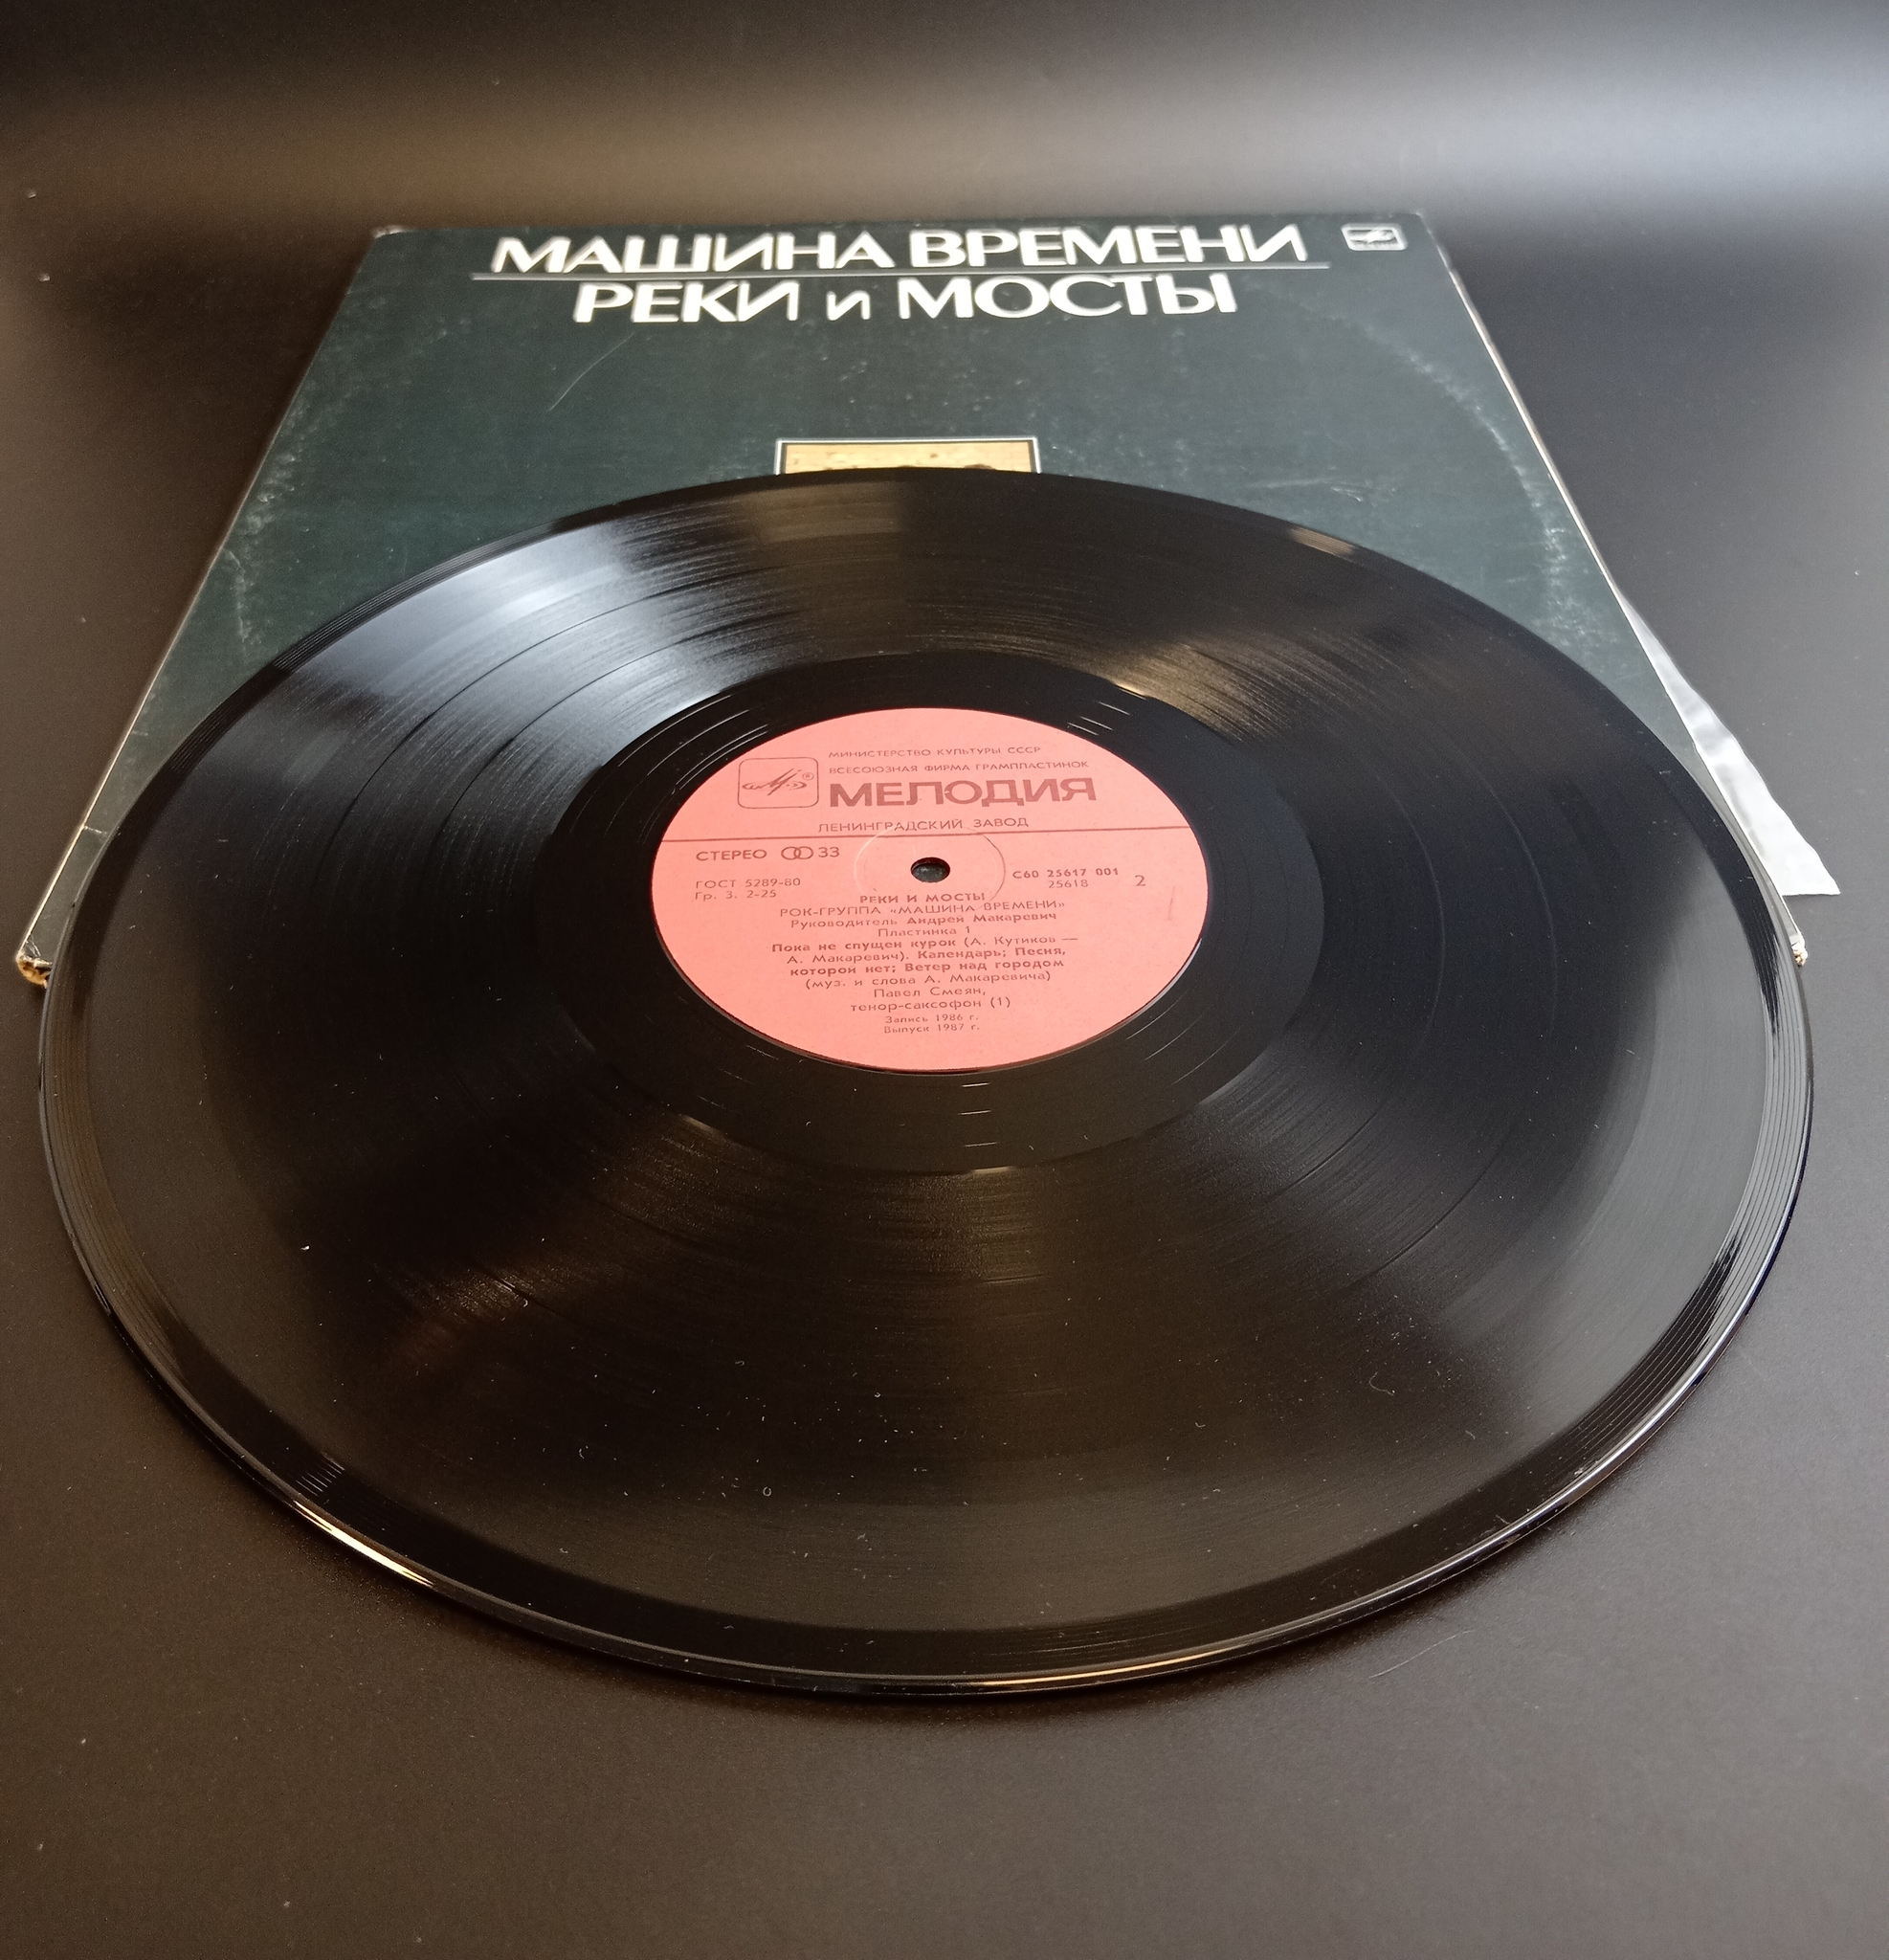 МАШИНА ВРЕМЕНИ
РЕКИ и МОСТЫ
МИНИСТЕРСТВО КУЛЬТУРЫ СССР
ВСЕСОЮЗНАЯ ФИРМА ГРАМПЛАСТИНОК
МЕЛОДИЯ
ЛЕНИНГРАДСКИЙ ЗАВОД
СТЕРЕО 33
ГОСТ 5289-80
Гр. 3. 2-25
С60 25617 001
25618
2
РЕКИ И МОСТЫ
РОК-ГРУППА «МАШИНА ВРЕМЕНИ»
Руководитель Андрей Макаревич
Пластинка 1
Пока не спущен курок (А. Кутиков —
А. Макаревич). Календарь; Песня,
которой нет; Ветер над городом
(муз. и слова А. Макаревича)
Павел Смеян,
тенор-саксофон (1)
Запись 1986 г.
Выпуск 1987 г.